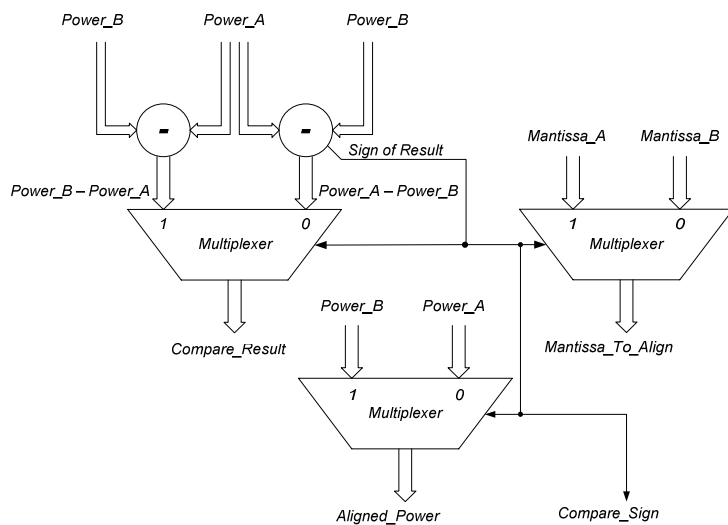 Power_B
Power_A
Power_B
-
-
Sign of Result
Mantissa_A
Mantissa_B
Power_B – Power_A
Power_A – Power_B
1
0
Multiplexer
1
0
Multiplexer
Power_B
Power_A
Compare_Result
Mantissa_To_Align
1
0
Multiplexer
Aligned_Power
Compare_Sign